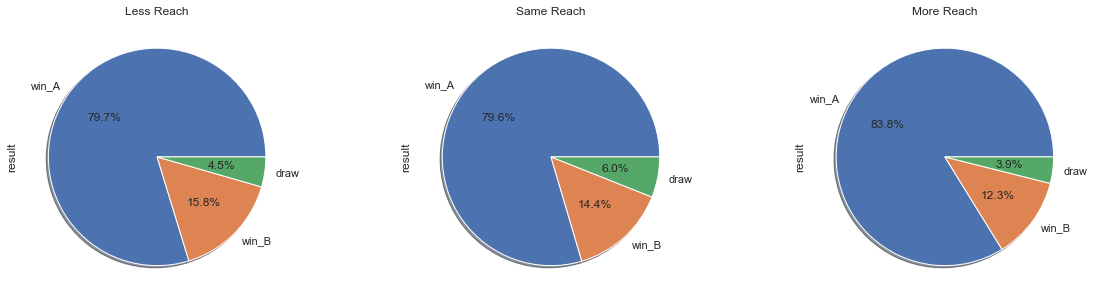 Less Reach
win_A
79.7%
result
4.5%
draw
15.8%
win_B
Same Reach
win_A
79.6%
result
6.0%
draw
14.4%
win_B
More Reach
win_A
83.8%
result
3.9%
draw
12.3%
win_B